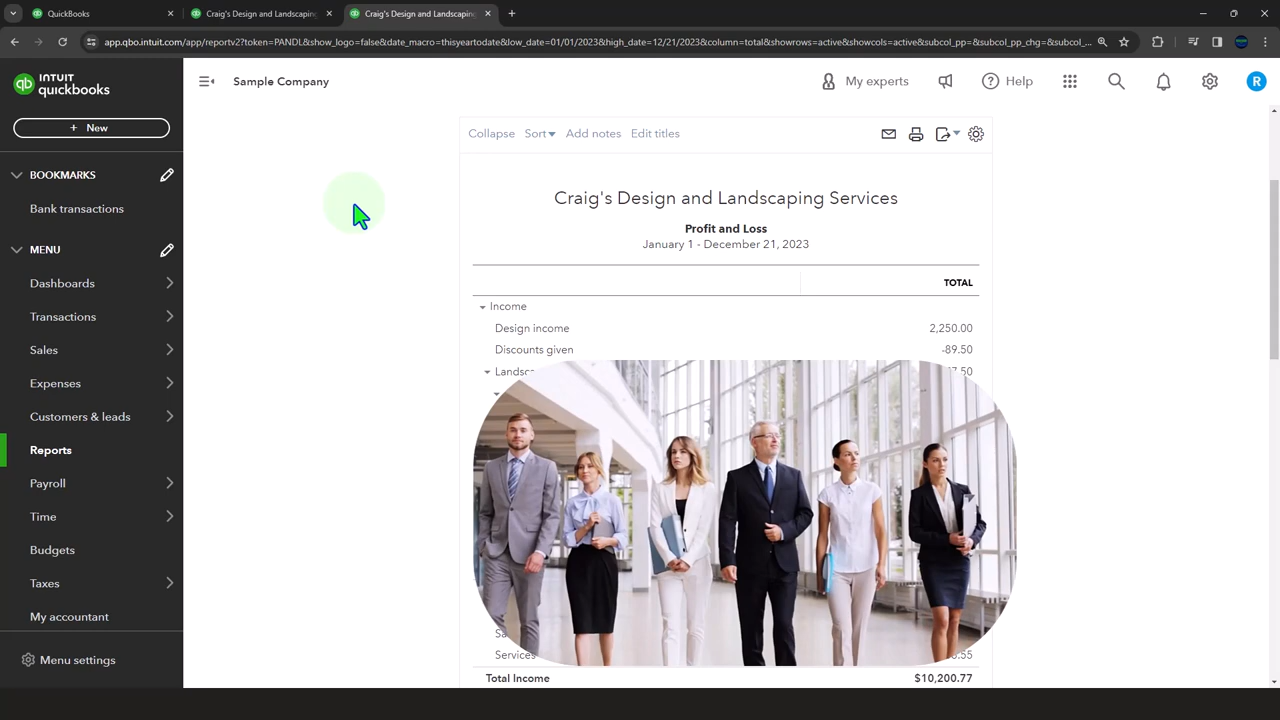 QuickBooks
Craig's Design and Landscaping
Craig's Design and Landscaping
app.qbo.intuit.com/app/reportv2?token=PANDL&show_logo=false&date_macro=thisyeartodate&low_date=01/01/2023&high_date=12/21/2023&column=total&showrows=active&showcols=active&subcol_pp=&subcol_pp_chg=&subcol_...
INTUIT
quickbooks
Sample Company
My experts
Help
R
+ New
BOOKMARKS
Bank transactions
MENU
Dashboards
Transactions
Sales
Expenses
Customers & leads
Reports
Payroll
Time
Budgets
Taxes
My accountant
Menu settings
Collapse Sort Add notes Edit titles
Craig's Design and Landscaping Services
Profit and Loss
January 1 - December 21, 2023
TOTAL
Income
Design income 2,250.00
Discounts given -89.50
Services
Total Income $10,200.77